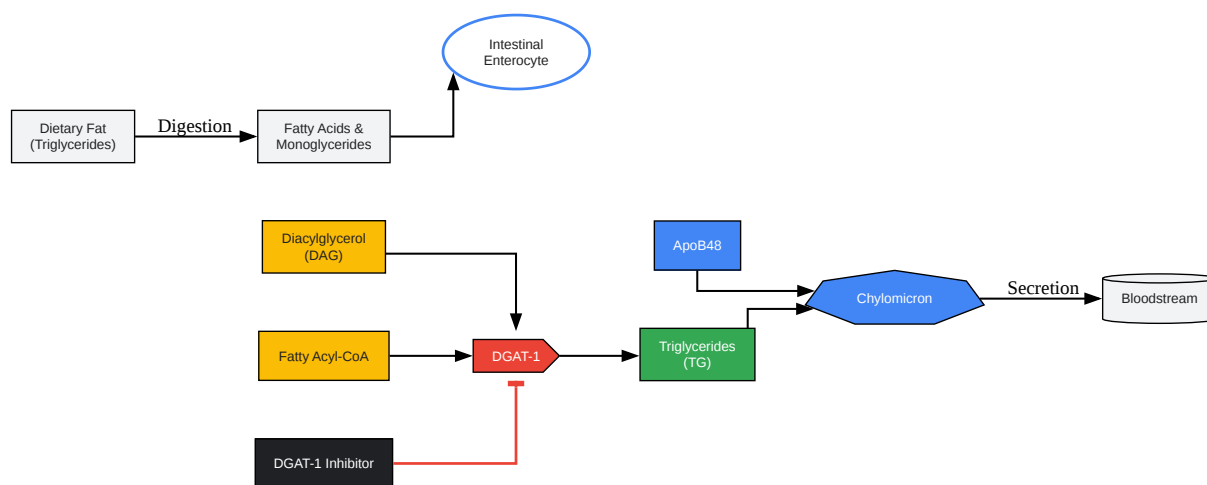 Intestinal
Enterocyte
Dietary Fat
(Triglycerides)
Digestion
Fatty Acids &
Monoglycerides
Diacylglycerol
(DAG)
ApoB48
Chylomicron
Secretion
Bloodstream
Fatty Acyl-CoA
DGAT-1
Triglycerides
(TG)
DGAT-1 Inhibitor